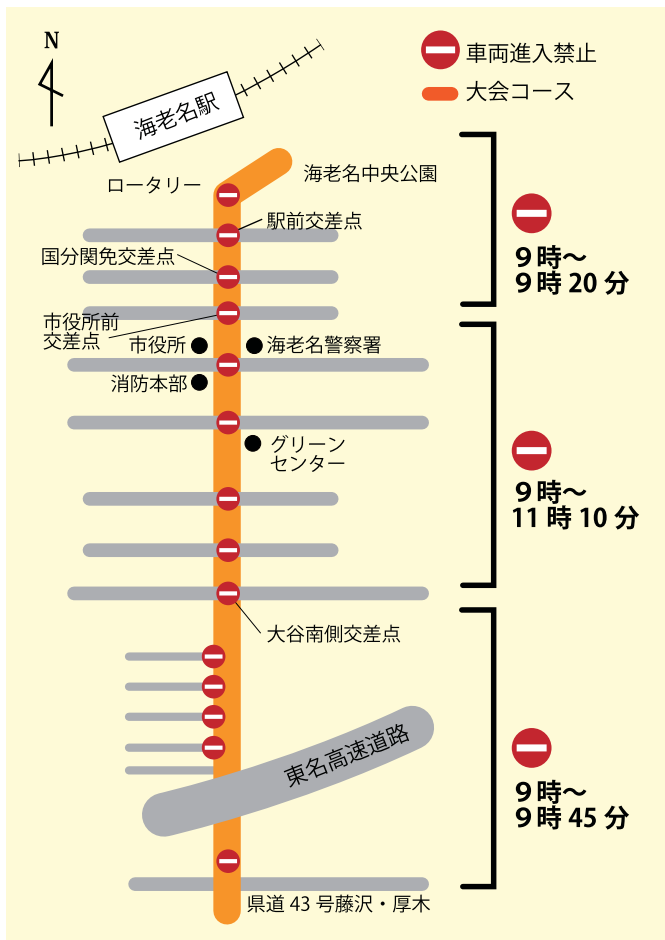 N
車両進入禁止
大会コース
海老名駅
海老名中央公園
ロータリー
駅前交差点
国分関免交差点
9時〜
9時20分
市役所前
交差点
市役所
海老名警察署
消防本部
グリーン
センター
9時〜
11時10分
大谷南側交差点
東名高速道路
9時〜
9時45分
県道43号藤沢・厚木